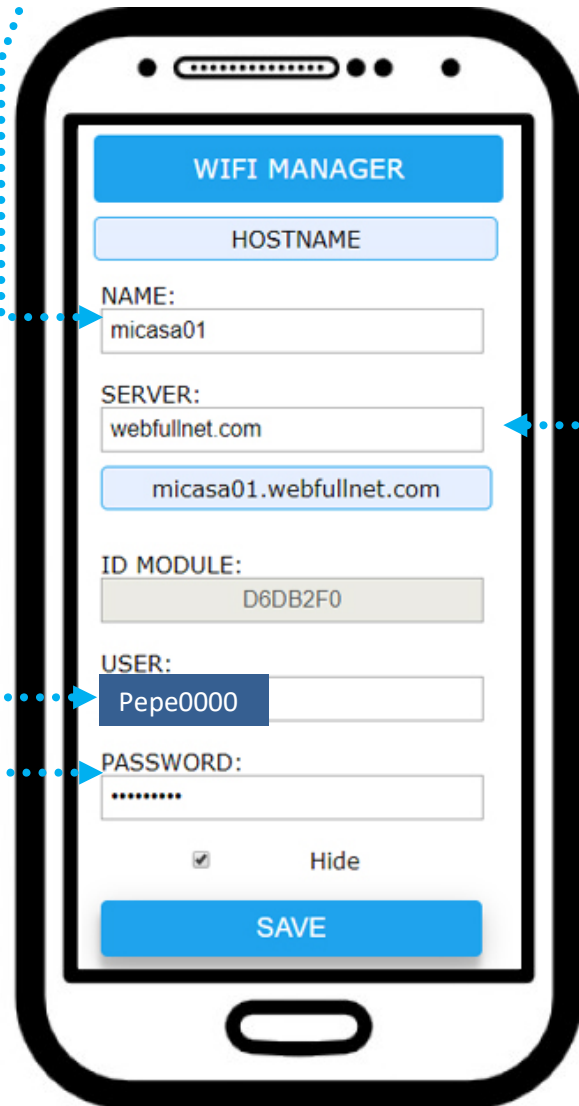 WIFI MANAGER
HOSTNAME
NAME:
micasa01
SERVER:
webfullnet.com
micasa01.webfullnet.com
ID MODULE:
D6DB2F0
USER:
Pepe0000
PASSWORD:
•••••••••
Hide
SAVE